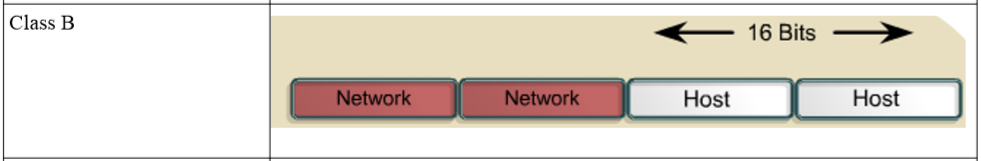 Class B
16 Bits
Network Network Host Host